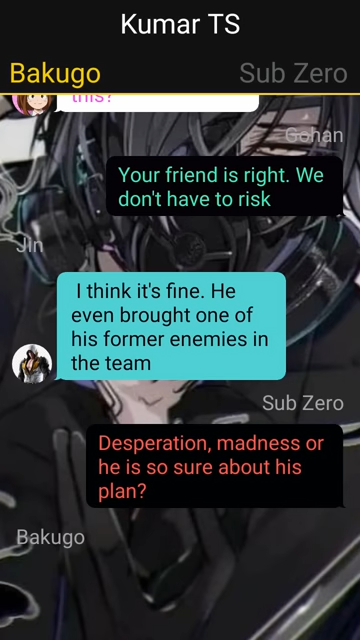 Kumar TS
Bakugo
Sub Zero
this?
Gohan
Your friend is right. We
don't have to risk
Jin
I think it's fine. He
even brought one of
his former enemies in
the team
Sub Zero
Desperation, madness or
he is so sure about his
plan?
Bakugo